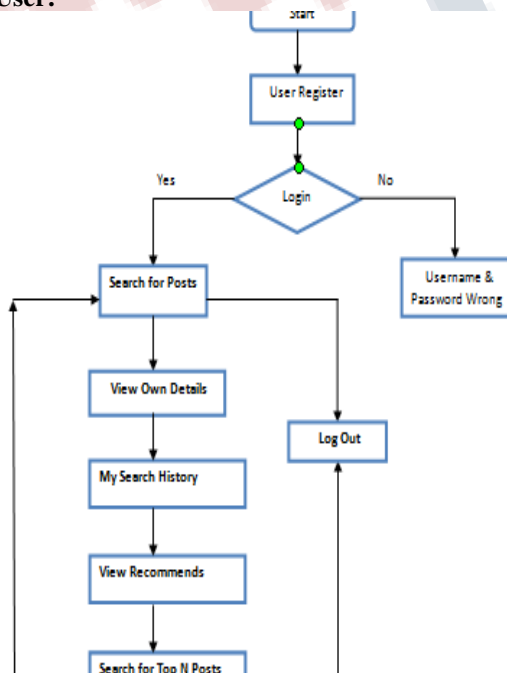 User:
Start
User Register
Yes
No
Login
Search for Posts
Username &
Password Wrong
View Own Details
Log Out
My Search History
View Recommends
Search for Top N Posts